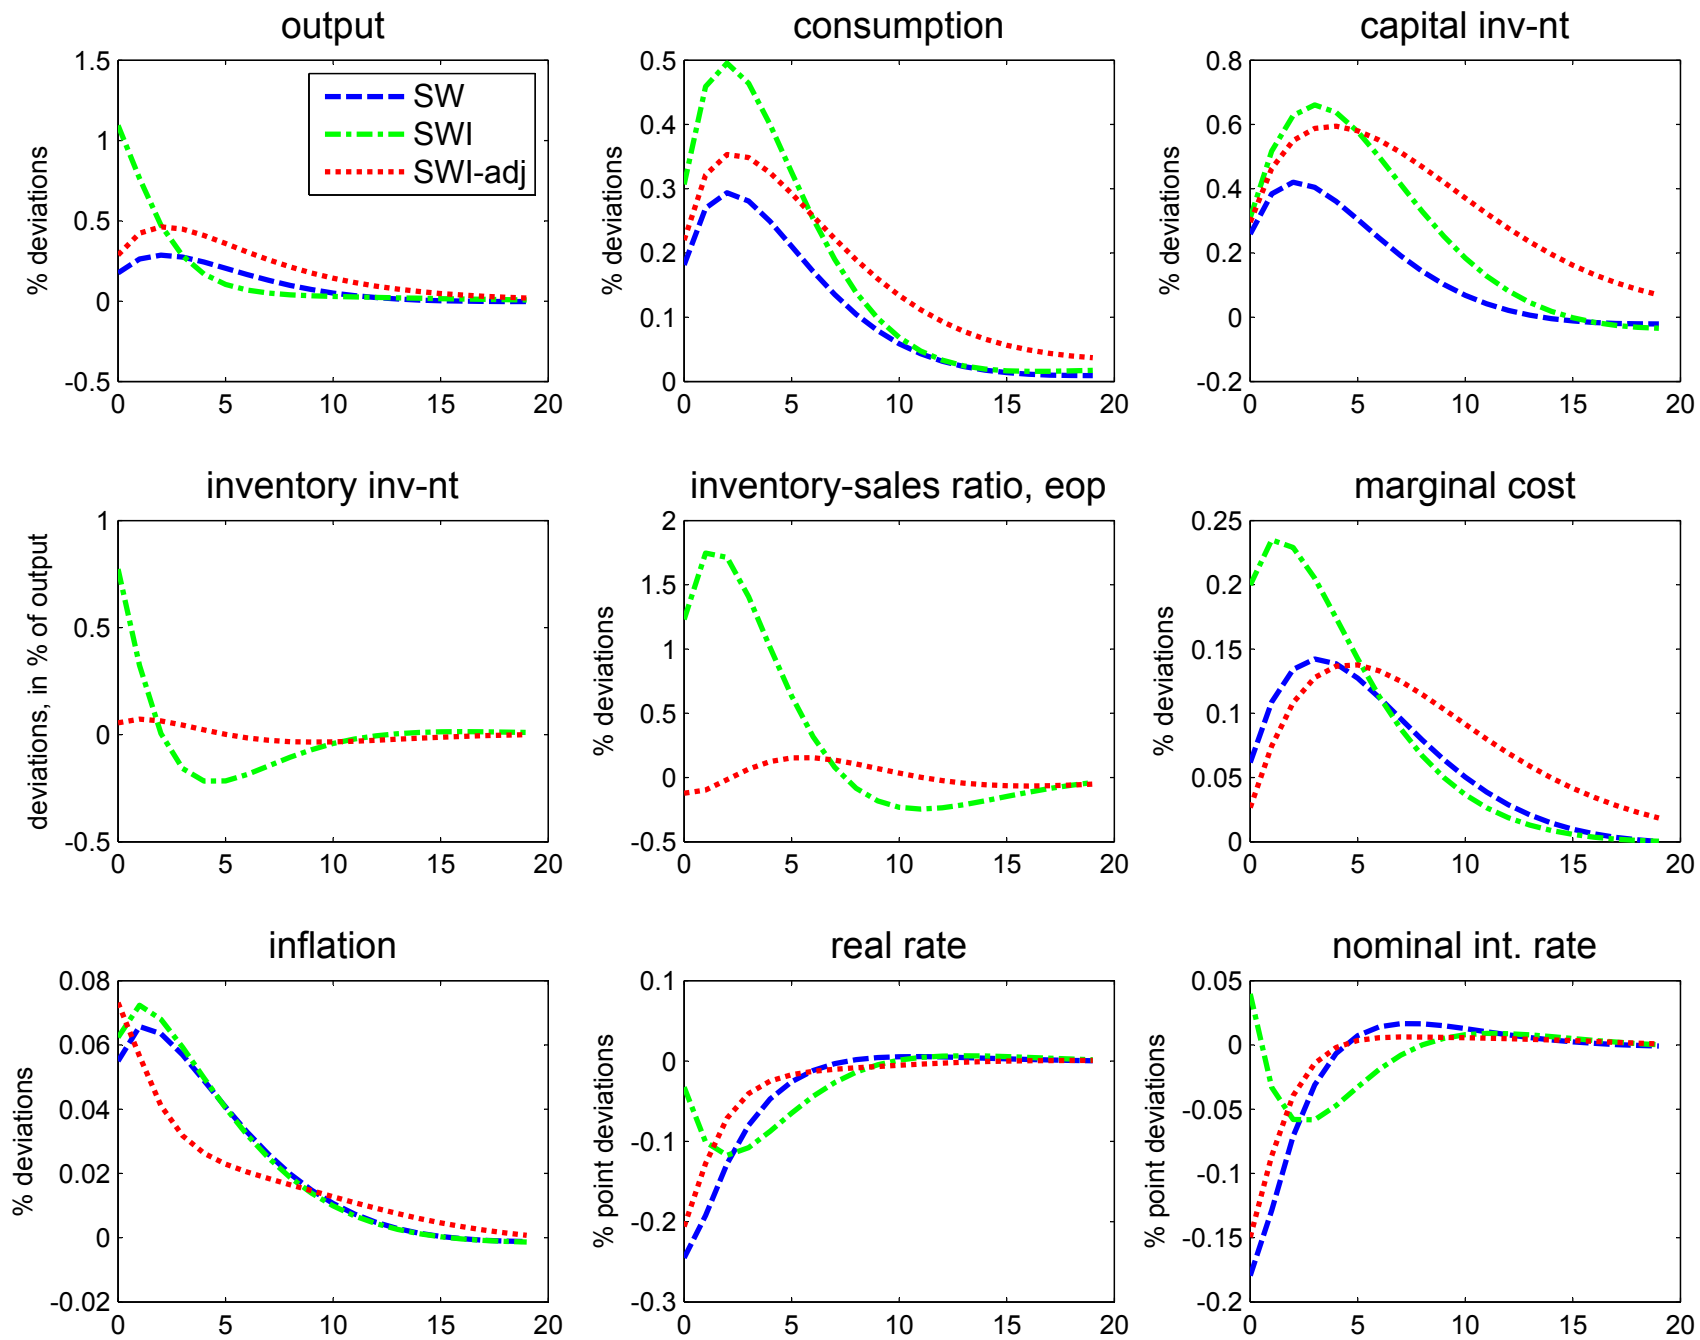 output
consumption
capital inv-nt
1.5
1
0.5
0
-0.5
% deviations
SW
SWI
SWI-adj
0 5 10 15 20
0.5
0.4
0.3
0.2
0.1
0
% deviations
0 5 10 15 20
0.8
0.6
0.4
0.2
0
-0.2
% deviations
0 5 10 15 20
inventory inv-nt
inventory-sales ratio, eop
marginal cost
1
0.5
0
-0.5
deviations, in % of output
0 5 10 15 20
2
1.5
1
0.5
0
-0.5
% deviations
0 5 10 15 20
0.25
0.2
0.15
0.1
0.05
0
% deviations
0 5 10 15 20
inflation
real rate
nominal int. rate
0.08
0.06
0.04
0.02
0
-0.02
% deviations
0 5 10 15 20
0.1
0
-0.1
-0.2
-0.3
% point deviations
0 5 10 15 20
0.05
0
-0.05
-0.1
-0.15
-0.2
% point deviations
0 5 10 15 20